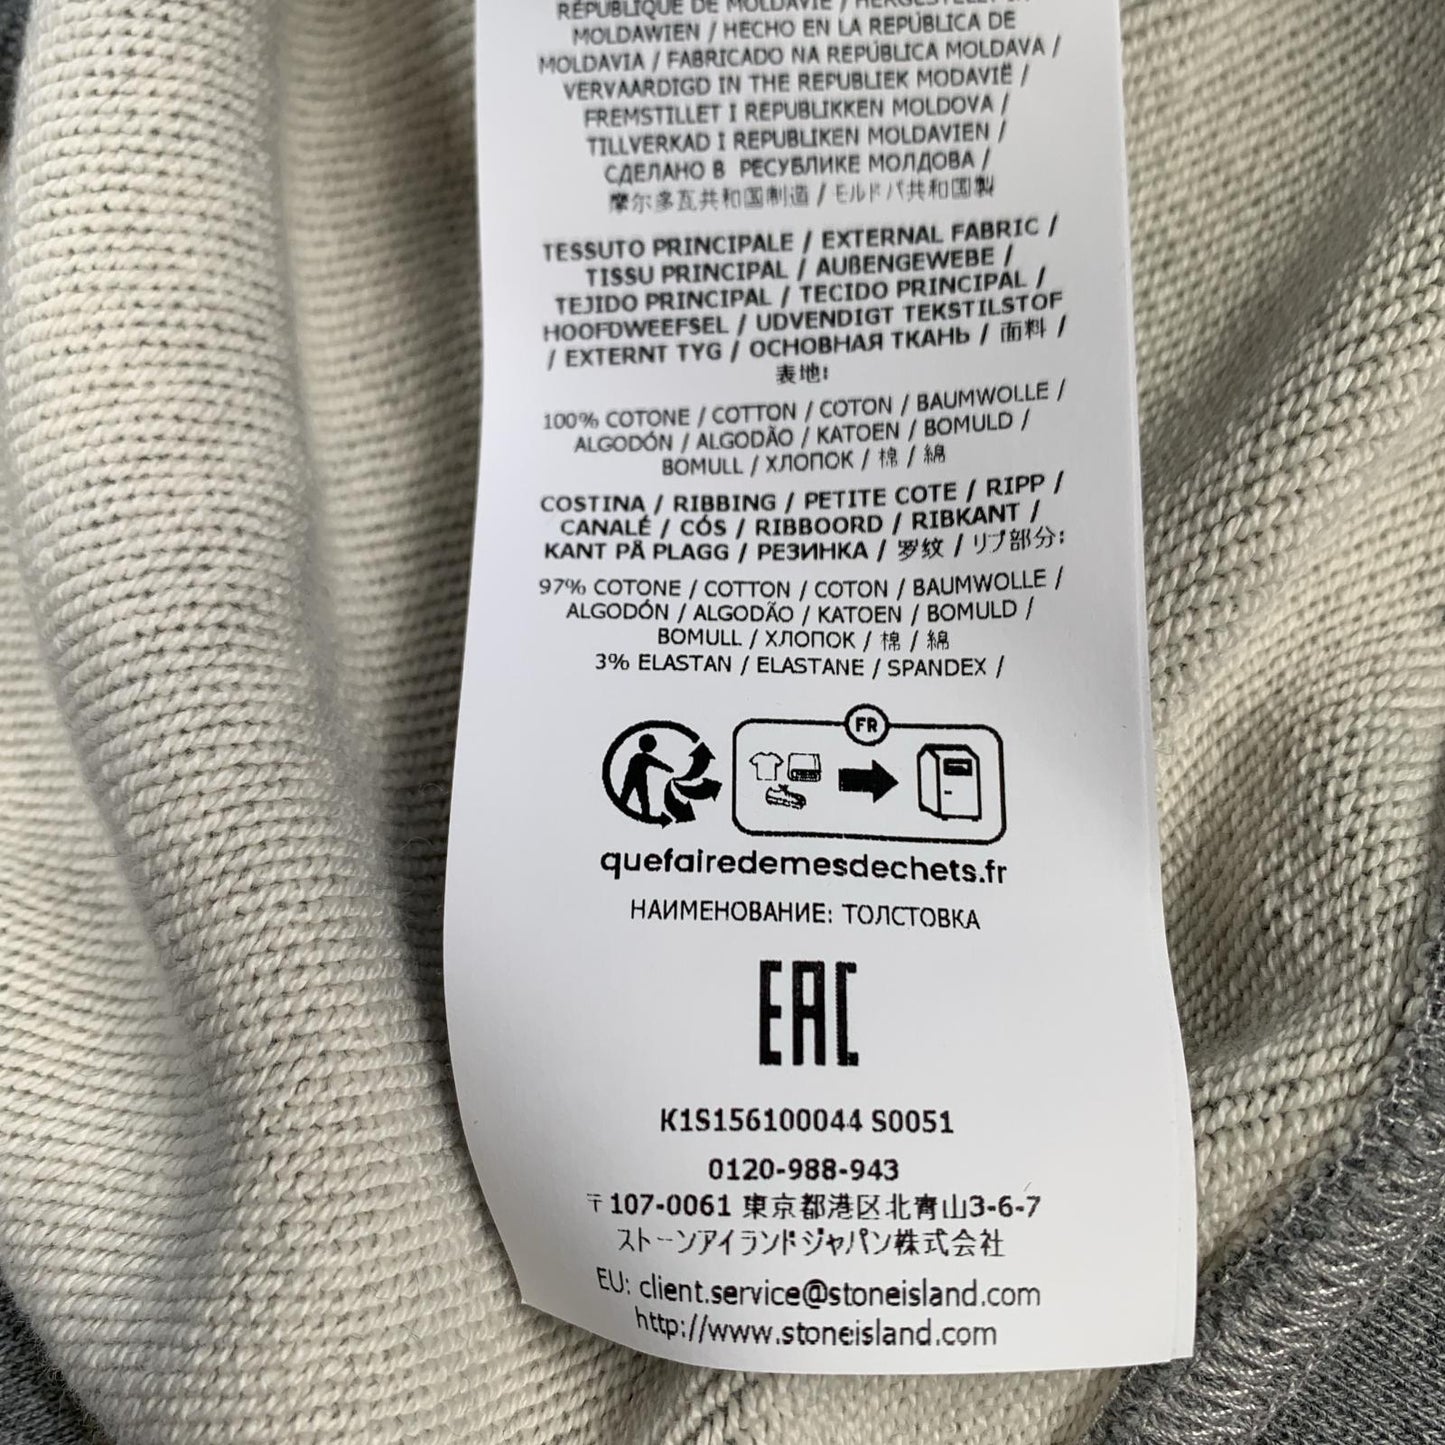 RÉPUBLIQUE DE MOLDAVIE / HERGESTELLT IN
MOLDAWIEN / HECHO EN LA REPÚBLICA DE
MOLDAVIA / FABRICADO NA REPÚBLICA MOLDAVA /
VERVAARDIGD IN THE REPUBLIEK MODAVIË /
FREMSTILLET I REPUBLIKKEN MOLDOVA /
TILLVERKAD I REPUBLIKEN MOLDAVIEN /
СДЕЛАНО В РЕСУБЛИКЕ МОЛДОВА /
摩尔多瓦共和国制造 / モルドバ共和国製
TESSUTO PRINCIPALE / EXTERNAL FABRIC /
TISSU PRINCIPAL / AUßENGEWEBE /
TEJIDO PRINCIPAL / TECIDO PRINCIPAL /
HOOFDWEEFSEL / UDVENDIGT TEKSTILSTOF
/ EXTERNT TYG / ОСНОВНАЯ ТКАНЬ / 面料 /
表地:
100% COTONE / COTTON / COTON / BAUMWOLLE /
ALGODÓN / ALGODÃO / KATOEN / BOMULD /
BOMULL / ХЛОПОК / 棉 / 綿
COSTINA / RIBBING / PETITE COTE / RIPP /
CANALÉ / CÓS / RIBBOORD / RIBKANT /
KANT PÅ PLAGG / РЕЗИНКА / 罗纹 / リブ部分:
97% COTONE / COTTON / COTON / BAUMWOLLE /
ALGODÓN / ALGODÃO / KATOEN / BOMULD /
BOMULL / ХЛОПОК / 棉 / 綿
3% ELASTAN / ELASTANE / SPANDEX /
FR
quefairedemesdechets.fr
НАИМЕНОВАНИЕ: ТОЛСТОВКА
EAC
K1S156100044 S0051
0120-988-943
〒107-0061 東京都港区北青山3-6-7
ストーンアイランドジャパン株式会社
EU: client.service@stoneisland.com
http://www.stoneisland.com